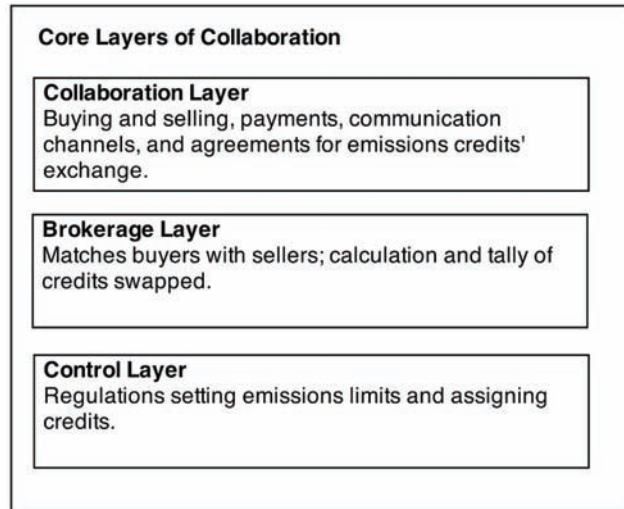 Core Layers of Collaboration
Collaboration Layer
Buying and selling, payments, communication
channels, and agreements for emissions credits'
exchange.
Brokerage Layer
Matches buyers with sellers; calculation and tally of
credits swapped.
Control Layer
Regulations setting emissions limits and assigning
credits.